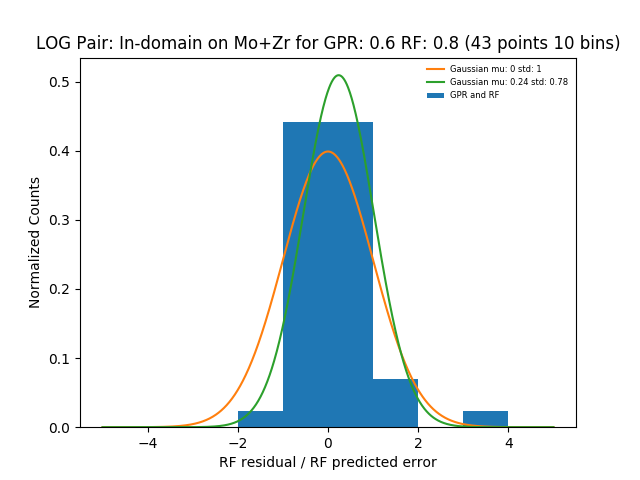 LOG Pair: In-domain on Mo+Zr for GPR: 0.6 RF: 0.8 (43 points 10 bins)
Gaussian mu: 0 std: 1
Gaussian mu: 0.24 std: 0.78
GPR and RF
Normalized Counts
0.5
0.4
0.3
0.2
0.1
0.0
−4
−2
0
2
4
RF residual / RF predicted error